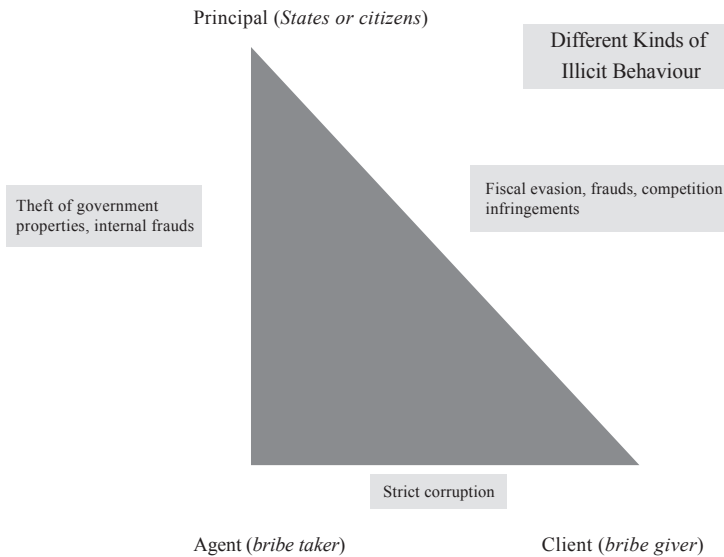 Principal (States or citizens)
Different Kinds of
Illicit Behaviour
Theft of government
properties, internal frauds
Fiscal evasion, frauds, competition
infringements
Strict corruption
Agent (bribe taker)
Client (bribe giver)